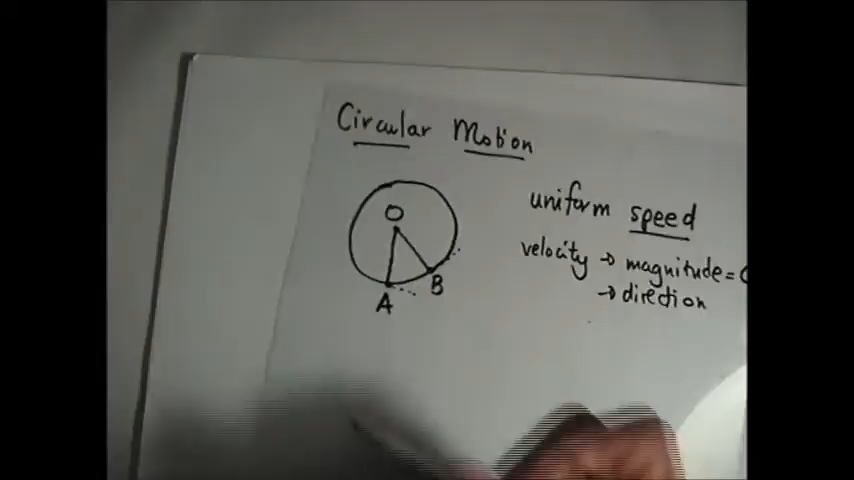 Circular Motion
uniform speed
velocity → magnitude =
→ direction
O
A
B